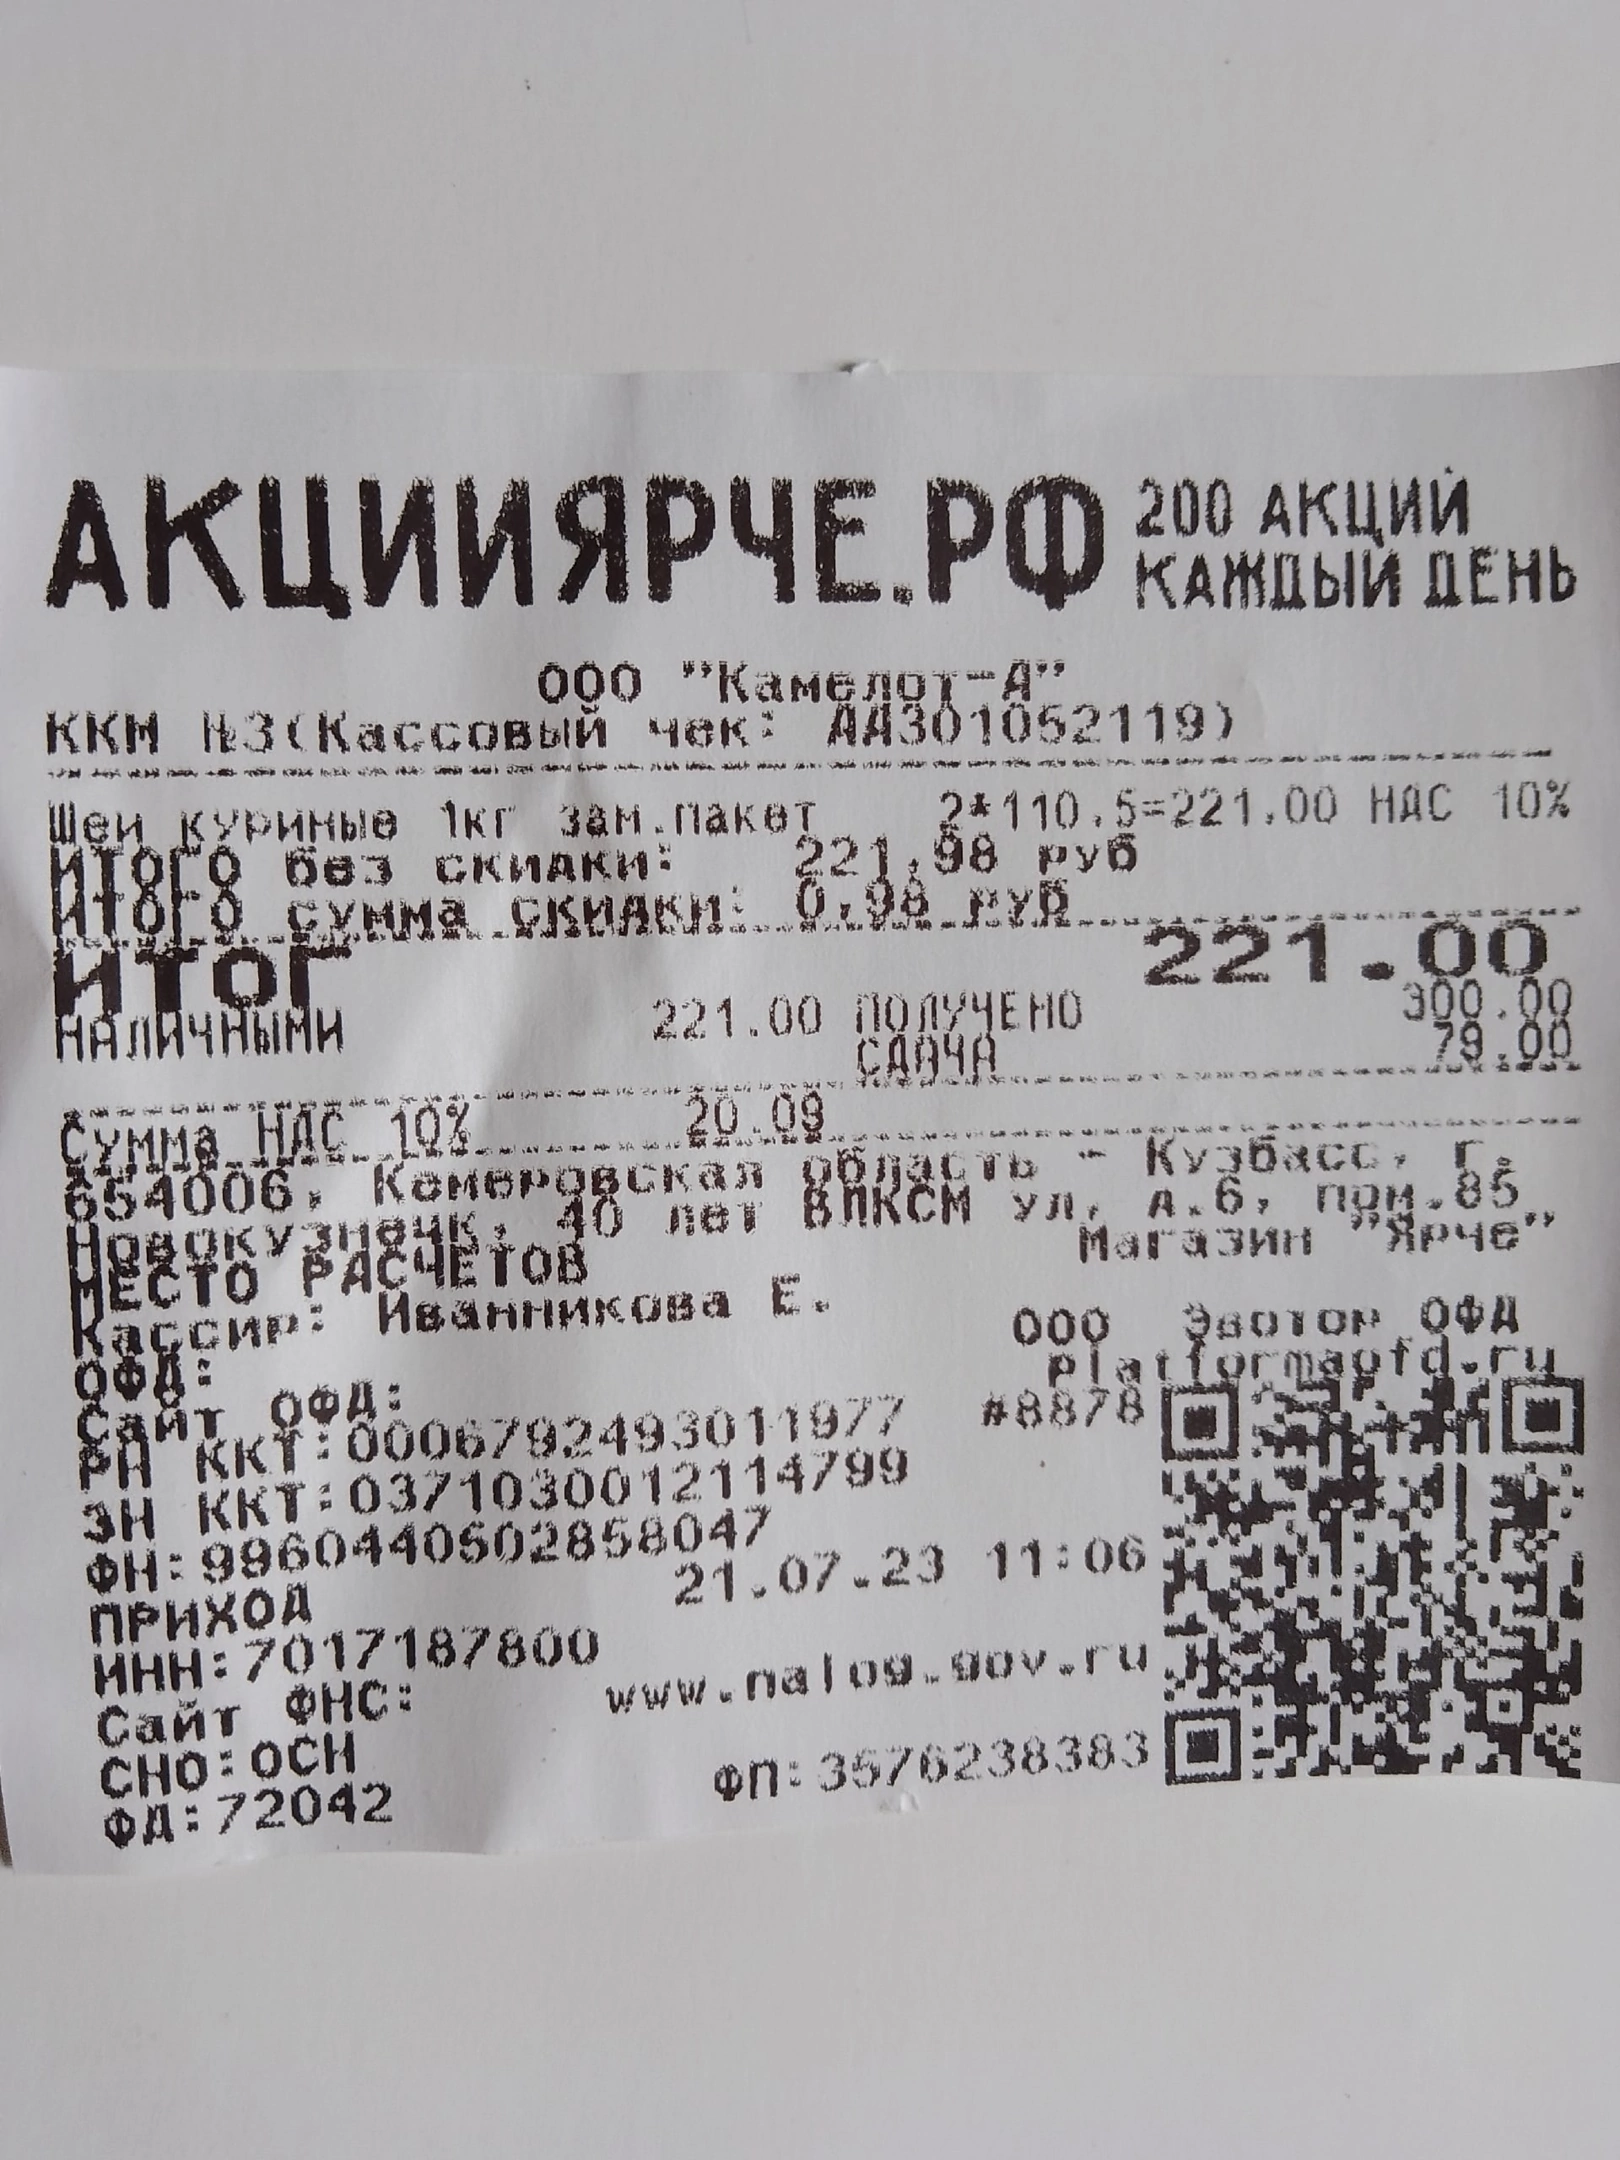 АКЦИИЯРЧЕ.РФ 200 АКЦИЙ
КАЖДЫЙ ДЕНЬ
ООО "Камелот-А"
ККМ №3(Кассовый чек: АА301052119)
Шеи куриные 1кг зам.пакет 2*110.5=221.00 НДС 10%
ИТОГО без скидки: 221,98 руб
ИТОГО сумма скидки: 0,98 руб
ИТОГ 221.00
НАЛИЧНЫМИ 221.00 ПОЛУЧЕНО 300.00
СДАЧА 79.00
Сумма НДС 10% 20.09
654006, Кемеровская область - Кузбасс, г.
Новокузнецк, 40 лет ВЛКСМ ул, д.6, пом.85
МЕСТО РАСЧЕТОВ Магазин "Ярче"
Кассир: Иванникова Е.
ОФД: ООО Эвотор ОФД
Сайт ОФД: platformaofd.ru
РН ККТ:0006792493011977 #8878
ЗН ККТ:0371030012114799
ФН:9960440502858047
ПРИХОД 21.07.23 11:06
ИНН:7017187800
Сайт ФНС: www.nalog.gov.ru
СНО:ОСН
ФД:72042 ФП:3576238383